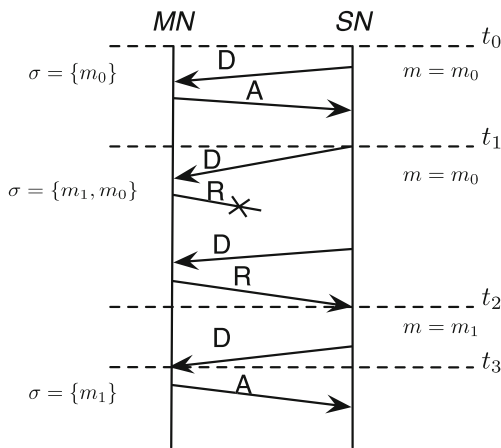 MN SN
t₀
D
σ = {m₀} m = m₀
A
t₁
D
m = m₀
σ = {m₁, m₀} R
D
R
t₂
m = m₁
D
t₃
σ = {m₁} A